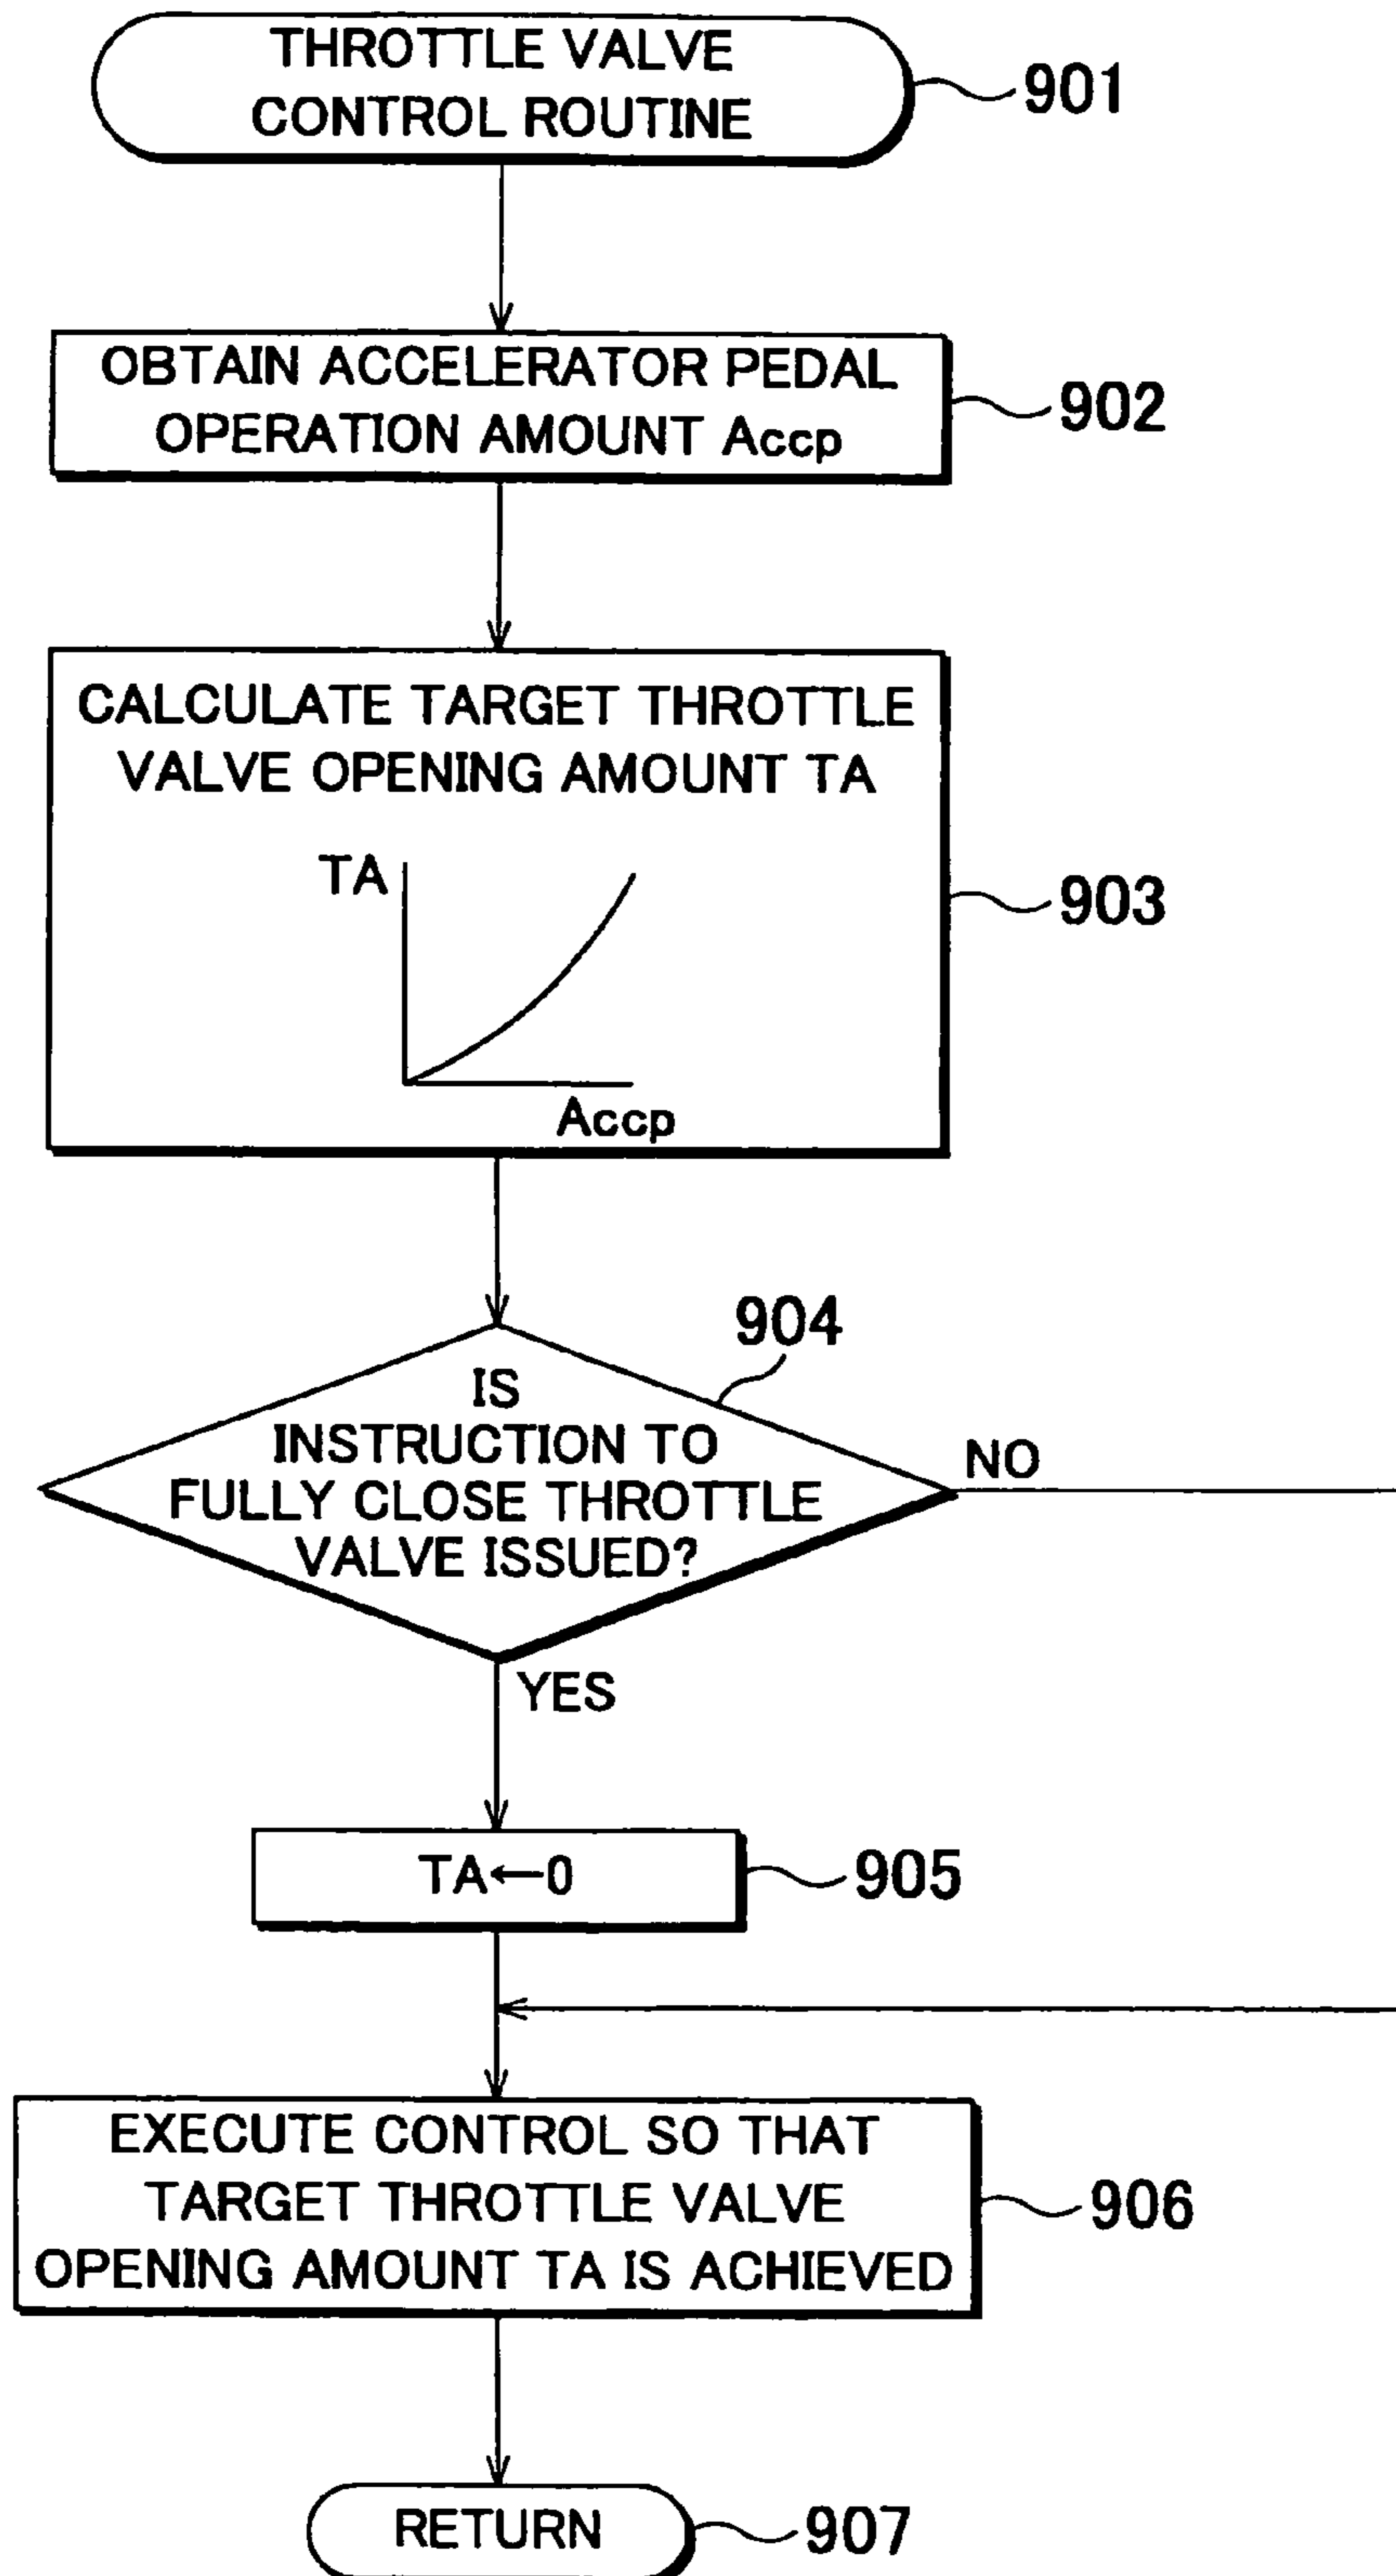 THROTTLE VALVE
CONTROL ROUTINE
901
OBTAIN ACCELERATOR PEDAL
OPERATION AMOUNT Accp
902
CALCULATE TARGET THROTTLE
VALVE OPENING AMOUNT TA
TA
Accp
903
904
IS
INSTRUCTION TO
FULLY CLOSE THROTTLE
VALVE ISSUED?
NO
YES
TA←0
905
EXECUTE CONTROL SO THAT
TARGET THROTTLE VALVE
OPENING AMOUNT TA IS ACHIEVED
906
RETURN
907